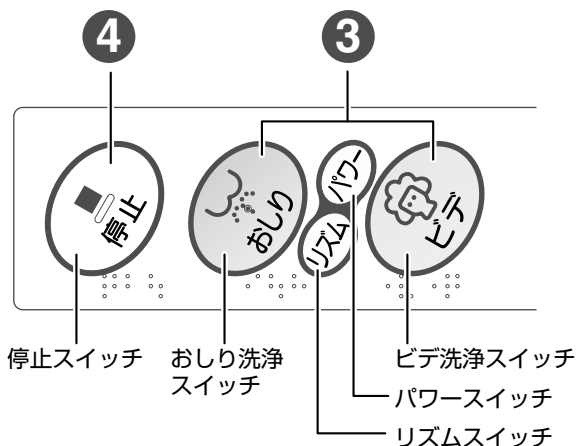 4
3
停止
おしり
パワー
リズム
ビデ
停止スイッチ
おしり洗浄
スイッチ
ビデ洗浄スイッチ
パワースイッチ
リズムスイッチ